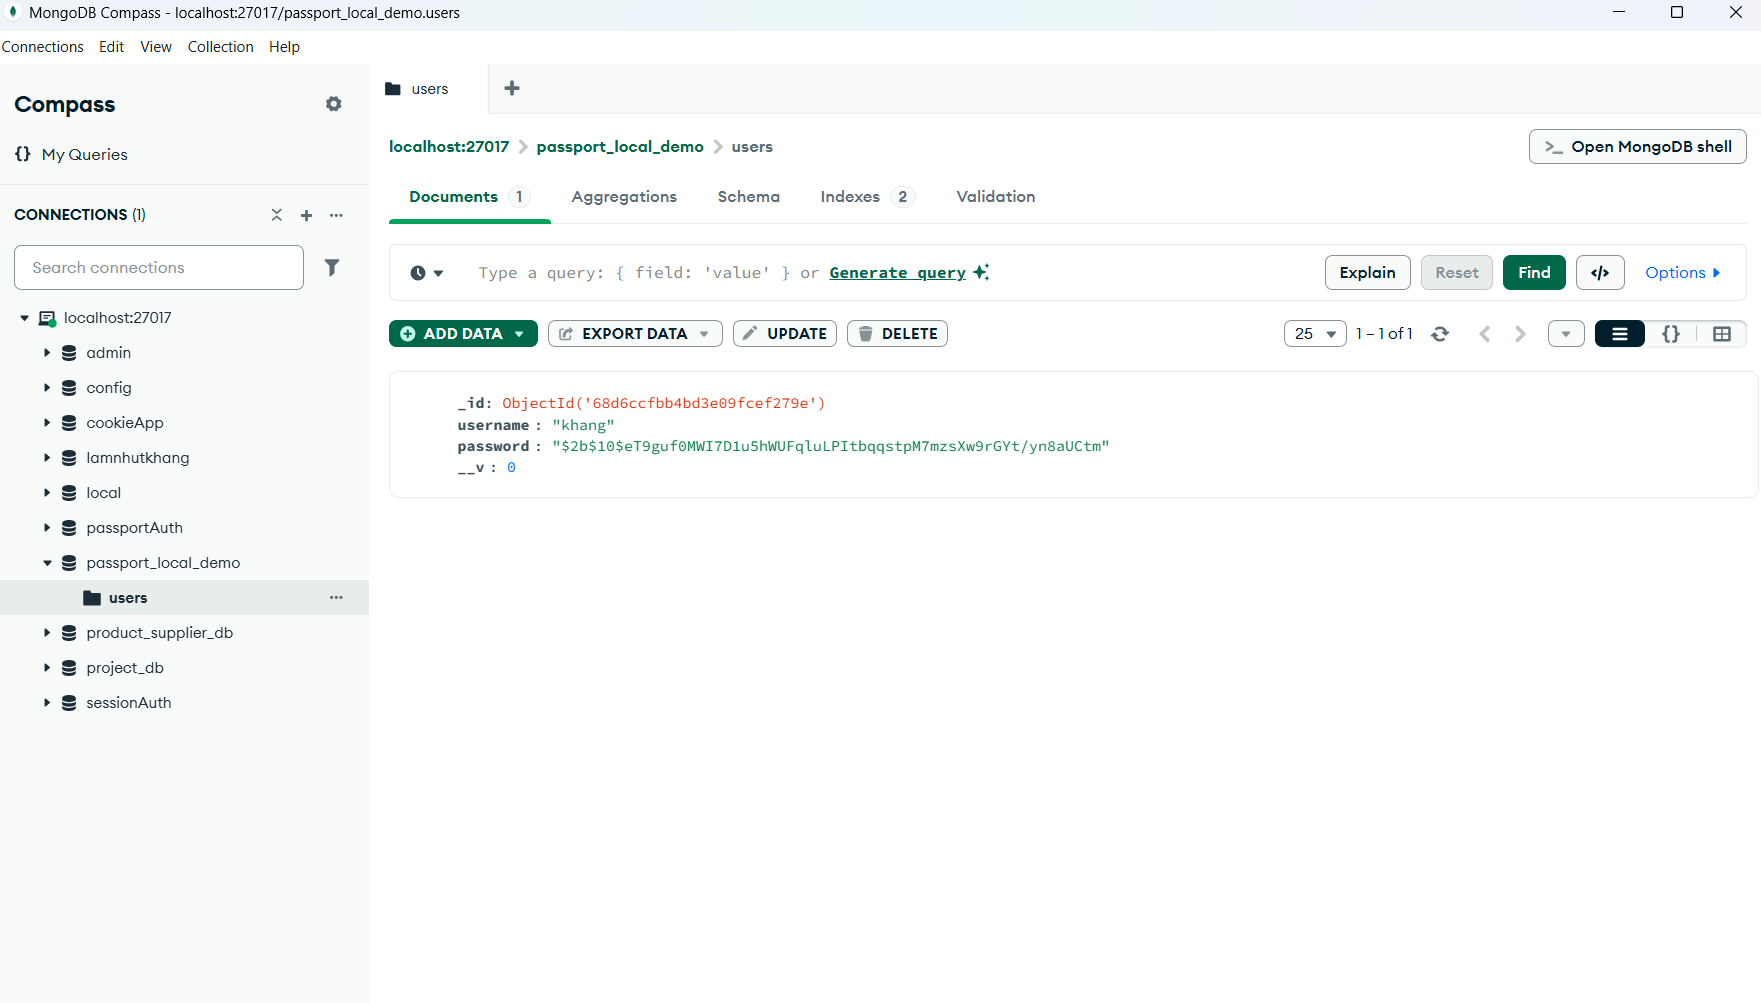 MongoDB Compass - localhost:27017/passport_local_demo.users
Connections Edit View Collection Help
Compass
{} My Queries
CONNECTIONS (1)
Search connections
localhost:27017
admin
config
cookieApp
lamnhutkhang
local
passportAuth
passport_local_demo
users
product_supplier_db
project_db
sessionAuth
users
localhost:27017 > passport_local_demo > users
>_ Open MongoDB shell
Documents 1 Aggregations Schema Indexes 2 Validation
Type a query: { field: 'value' } or Generate query
Explain Reset Find </> Options
ADD DATA EXPORT DATA UPDATE DELETE
25 1 – 1 of 1 {}
_id: ObjectId('68d6ccfbb4bd3e09fcef279e')
username : "khang"
password : "$2b$10$eT9guf0MWI7D1u5hWUFqluLPItbqqstpM7mzsXw9rGYt/yn8aUCtm"
__v : 0